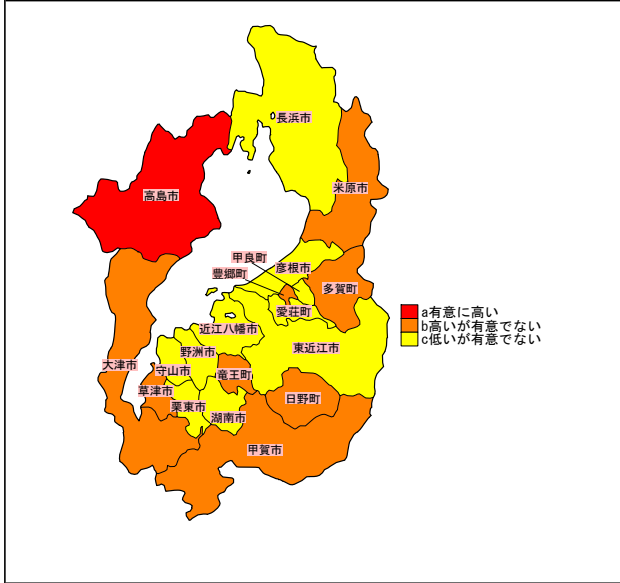 長浜市
米原市
高島市
甲良町
彦根市
豊郷町
多賀町
愛荘町
近江八幡市
東近江市
野洲市
大津市
守山市
竜王町
草津市
日野町
栗東市
湖南市
甲賀市
a有意に高い
b高いが有意でない
c低いが有意でない